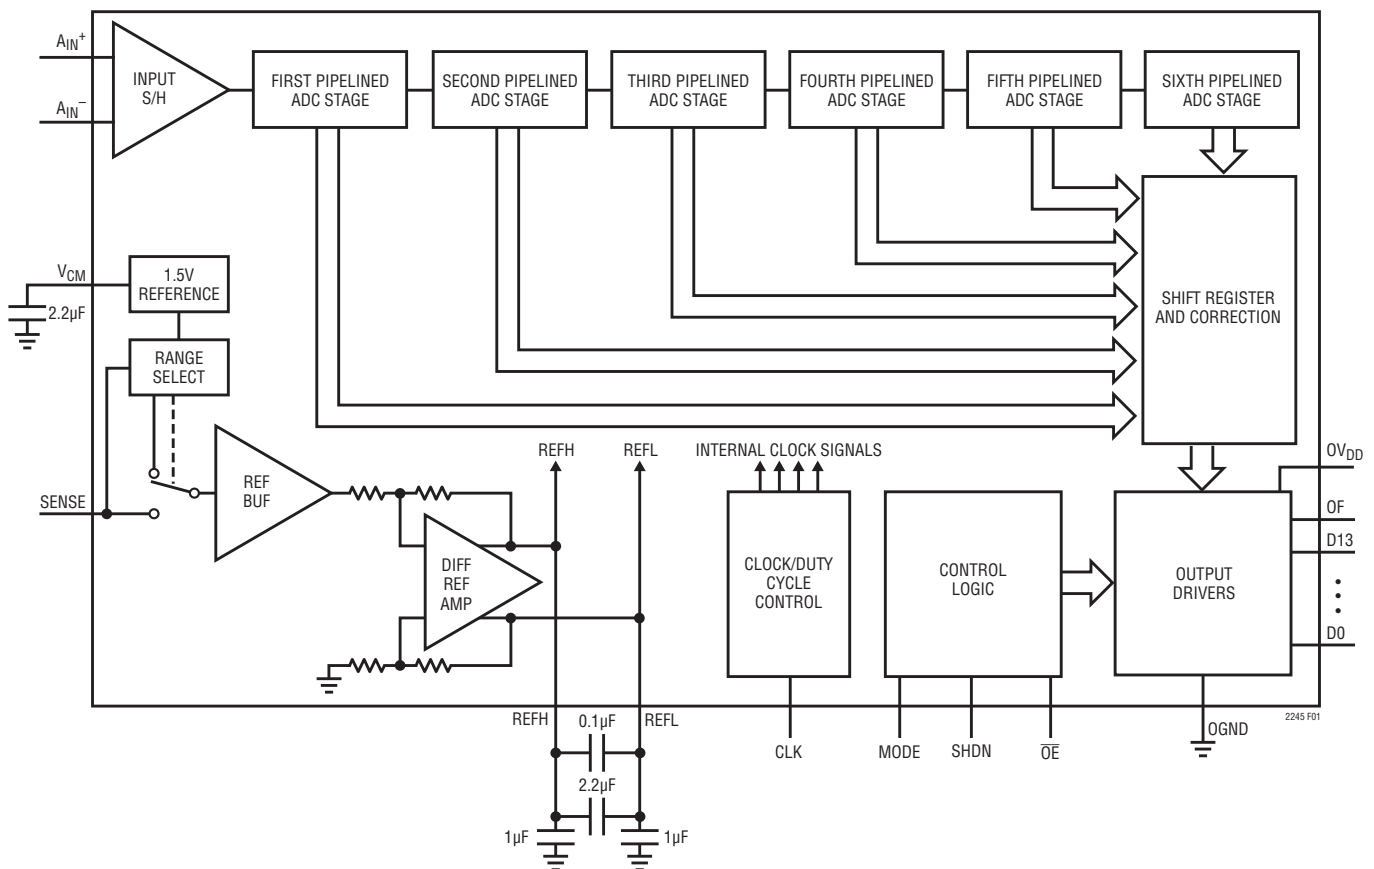 AIN+
AIN–
INPUT
S/H
FIRST PIPELINED
ADC STAGE
SECOND PIPELINED
ADC STAGE
THIRD PIPELINED
ADC STAGE
FOURTH PIPELINED
ADC STAGE
FIFTH PIPELINED
ADC STAGE
SIXTH PIPELINED
ADC STAGE
SHIFT REGISTER
AND CORRECTION
VCM
2.2µF
1.5V
REFERENCE
RANGE
SELECT
SENSE
REF
BUF
DIFF
REF
AMP
REFH
REFL
INTERNAL CLOCK SIGNALS
CLOCK/DUTY
CYCLE
CONTROL
CONTROL
LOGIC
OUTPUT
DRIVERS
OVDD
OF
D13
•
•
•
D0
REFH
0.1µF
REFL
2.2µF
1µF
1µF
CLK
MODE
SHDN
O̅E̅
OGND
2245 F01